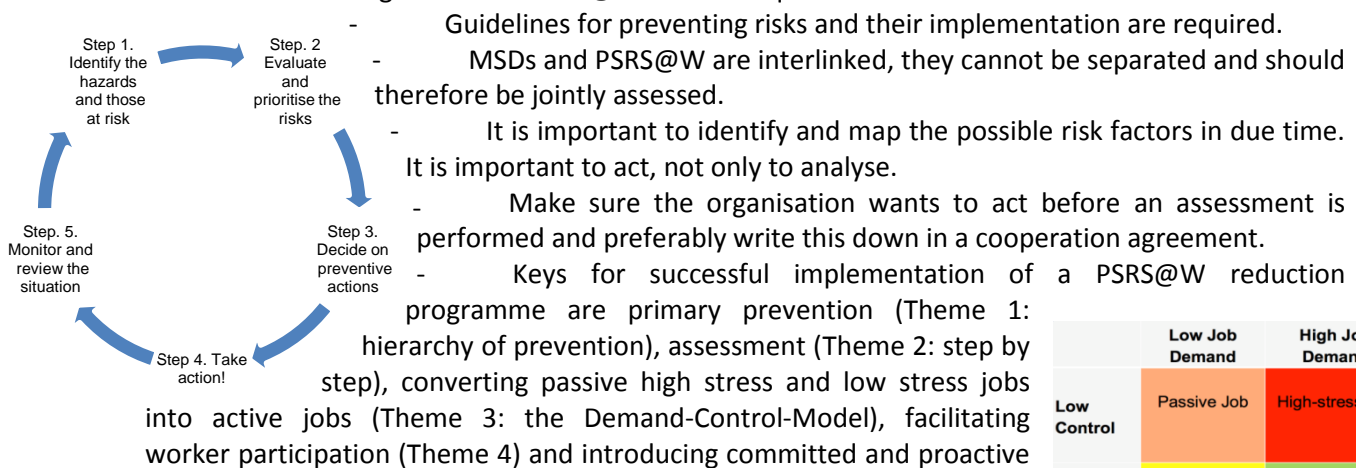 - Guidelines for preventing risks and their implementation are required.
- MSDs and PSRS@W are interlinked, they cannot be separated and should
therefore be jointly assessed.
- It is important to identify and map the possible risk factors in due time.
It is important to act, not only to analyse.
- Make sure the organisation wants to act before an assessment is
performed and preferably write this down in a cooperation agreement.
- Keys for successful implementation of a PSRS@W reduction
programme are primary prevention (Theme 1:
hierarchy of prevention), assessment (Theme 2: step by
step), converting passive high stress and low stress jobs
into active jobs (Theme 3: the Demand-Control-Model), facilitating
worker participation (Theme 4) and introducing committed and proactive
Step 1.
Identify the
hazards
and those
at risk
Step. 2
Evaluate
and
prioritise the
risks
Step 3.
Decide on
preventive
actions
Step 4. Take
action!
Step. 5.
Monitor and
review the
situation
Low Job
Demand
High
Low
Control
Passive Job